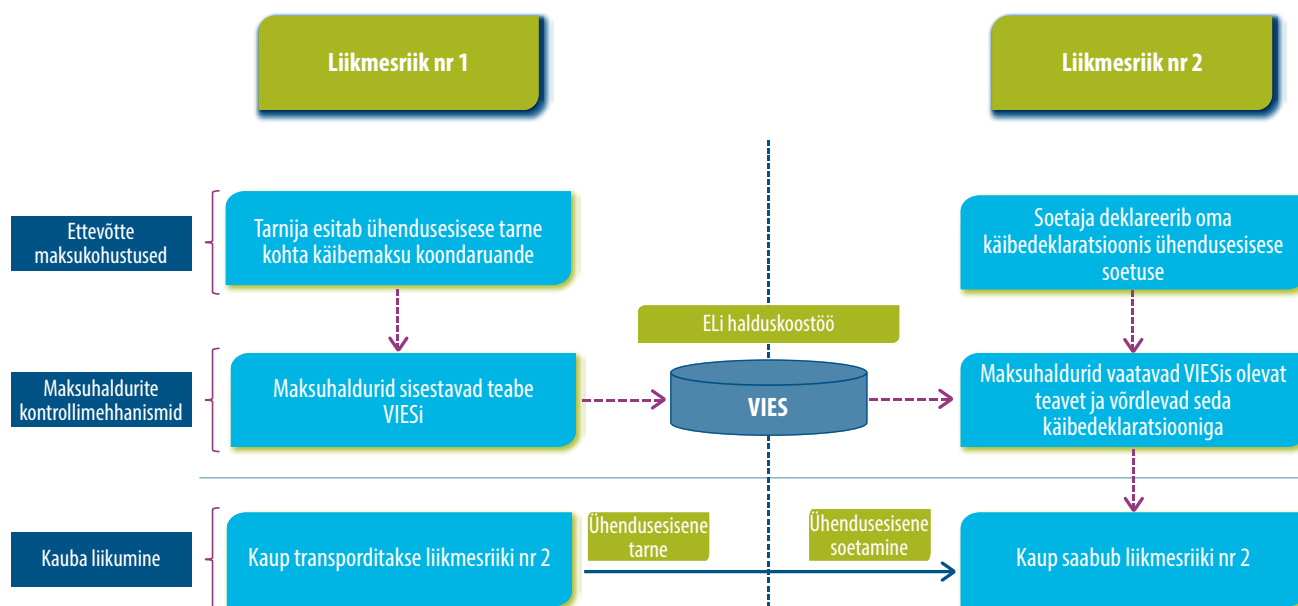 Liikmesriik nr 1
Liikmesriik nr 2
Ettevõtte
maksukohustused
Tarnija esitab ühendusesisese tarne
kohta käibemaksu koondaruande
Soetaja deklareerib oma
käibedeklaratsioonis ühendusesisese
soetuse
ELi halduskoostöö
Maksuhaldurite
kontrollimehhanismid
Maksuhaldurid sisestavad teabe
VIESi
VIES
Maksuhaldurid vaatavad VIESis olevat
teavet ja võrdlevad seda
käibedeklaratsiooniga
Kauba liikumine
Kaup transporditakse liikmesriiki nr 2
Ühendusesisene
tarne
Ühendusesisene
soetamine
Kaup saabub liikmesriiki nr 2